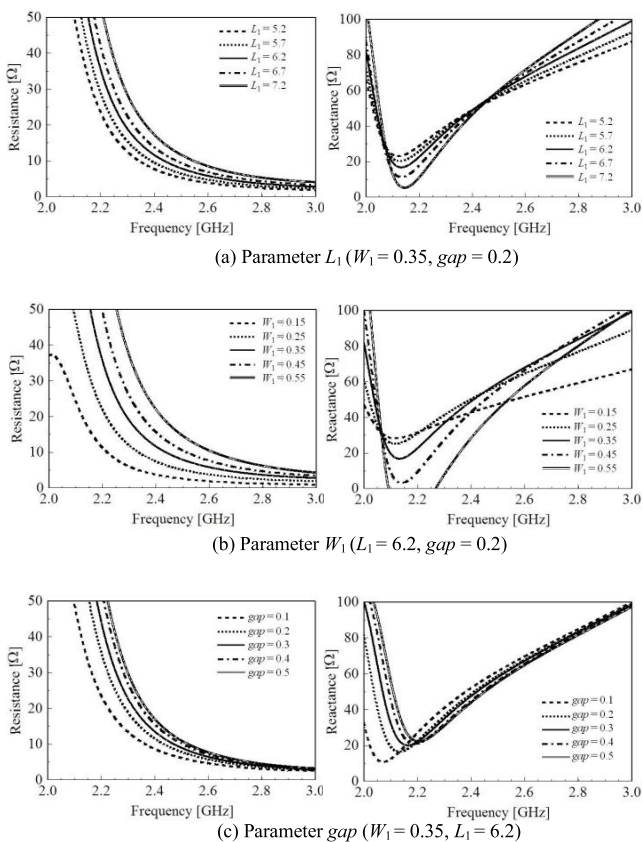 50
40
30
20
10
0
Resistance [Ω]
L₁=5.2
L₁=5.7
L₁=6.2
L₁=6.7
L₁=7.2
2.0 2.2 2.4 2.6 2.8 3.0
Frequency [GHz]
100
80
60
40
20
0
Reactance [Ω]
L₁=5.2
L₁=5.7
L₁=6.2
L₁=6.7
L₁=7.2
2.0 2.2 2.4 2.6 2.8 3.0
Frequency [GHz]
(a) Parameter L₁ (W₁ = 0.35, gap = 0.2)
50
40
30
20
10
0
Resistance [Ω]
W₁=0.15
W₁=0.25
W₁=0.35
W₁=0.45
W₁=0.55
2.0 2.2 2.4 2.6 2.8 3.0
Frequency [GHz]
100
80
60
40
20
0
Reactance [Ω]
W₁=0.15
W₁=0.25
W₁=0.35
W₁=0.45
W₁=0.55
2.0 2.2 2.4 2.6 2.8 3.0
Frequency [GHz]
(b) Parameter W₁ (L₁ = 6.2, gap = 0.2)
50
40
30
20
10
0
Resistance [Ω]
gap=0.1
gap=0.2
gap=0.3
gap=0.4
gap=0.5
2.0 2.2 2.4 2.6 2.8 3.0
Frequency [GHz]
100
80
60
40
20
0
Reactance [Ω]
gap=0.1
gap=0.2
gap=0.3
gap=0.4
gap=0.5
2.0 2.2 2.4 2.6 2.8 3.0
Frequency [GHz]
(c) Parameter gap (W₁ = 0.35, L₁ = 6.2)